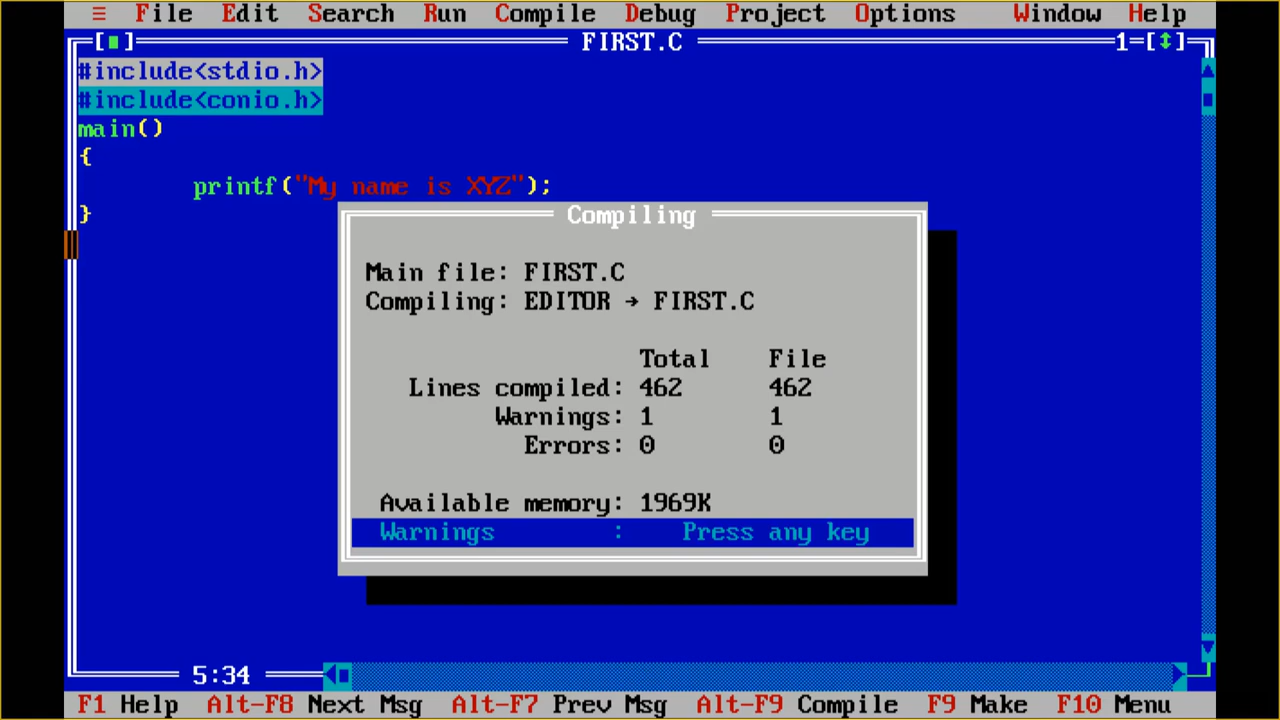 ≡ File Edit Search Run Compile Debug Project Options Window Help
[■] FIRST.C 1=[↕]
#include<stdio.h>
#include<conio.h>
main()
{
printf("My name is XYZ");
}
Compiling
Main file: FIRST.C
Compiling: EDITOR → FIRST.C
Total File
Lines compiled: 462 462
Warnings: 1 1
Errors: 0 0
Available memory: 1969K
Warnings : Press any key
5:34
F1 Help Alt-F8 Next Msg Alt-F7 Prev Msg Alt-F9 Compile F9 Make F10 Menu